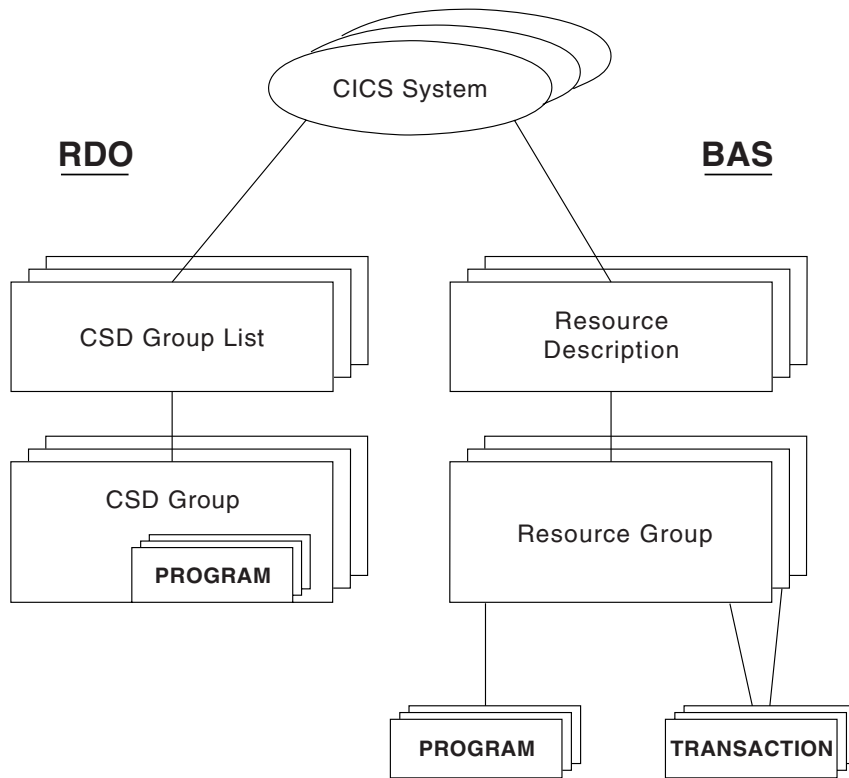 CICS System
RDO
BAS
CSD Group List
Resource
Description
CSD Group
PROGRAM
Resource Group
PROGRAM
TRANSACTION